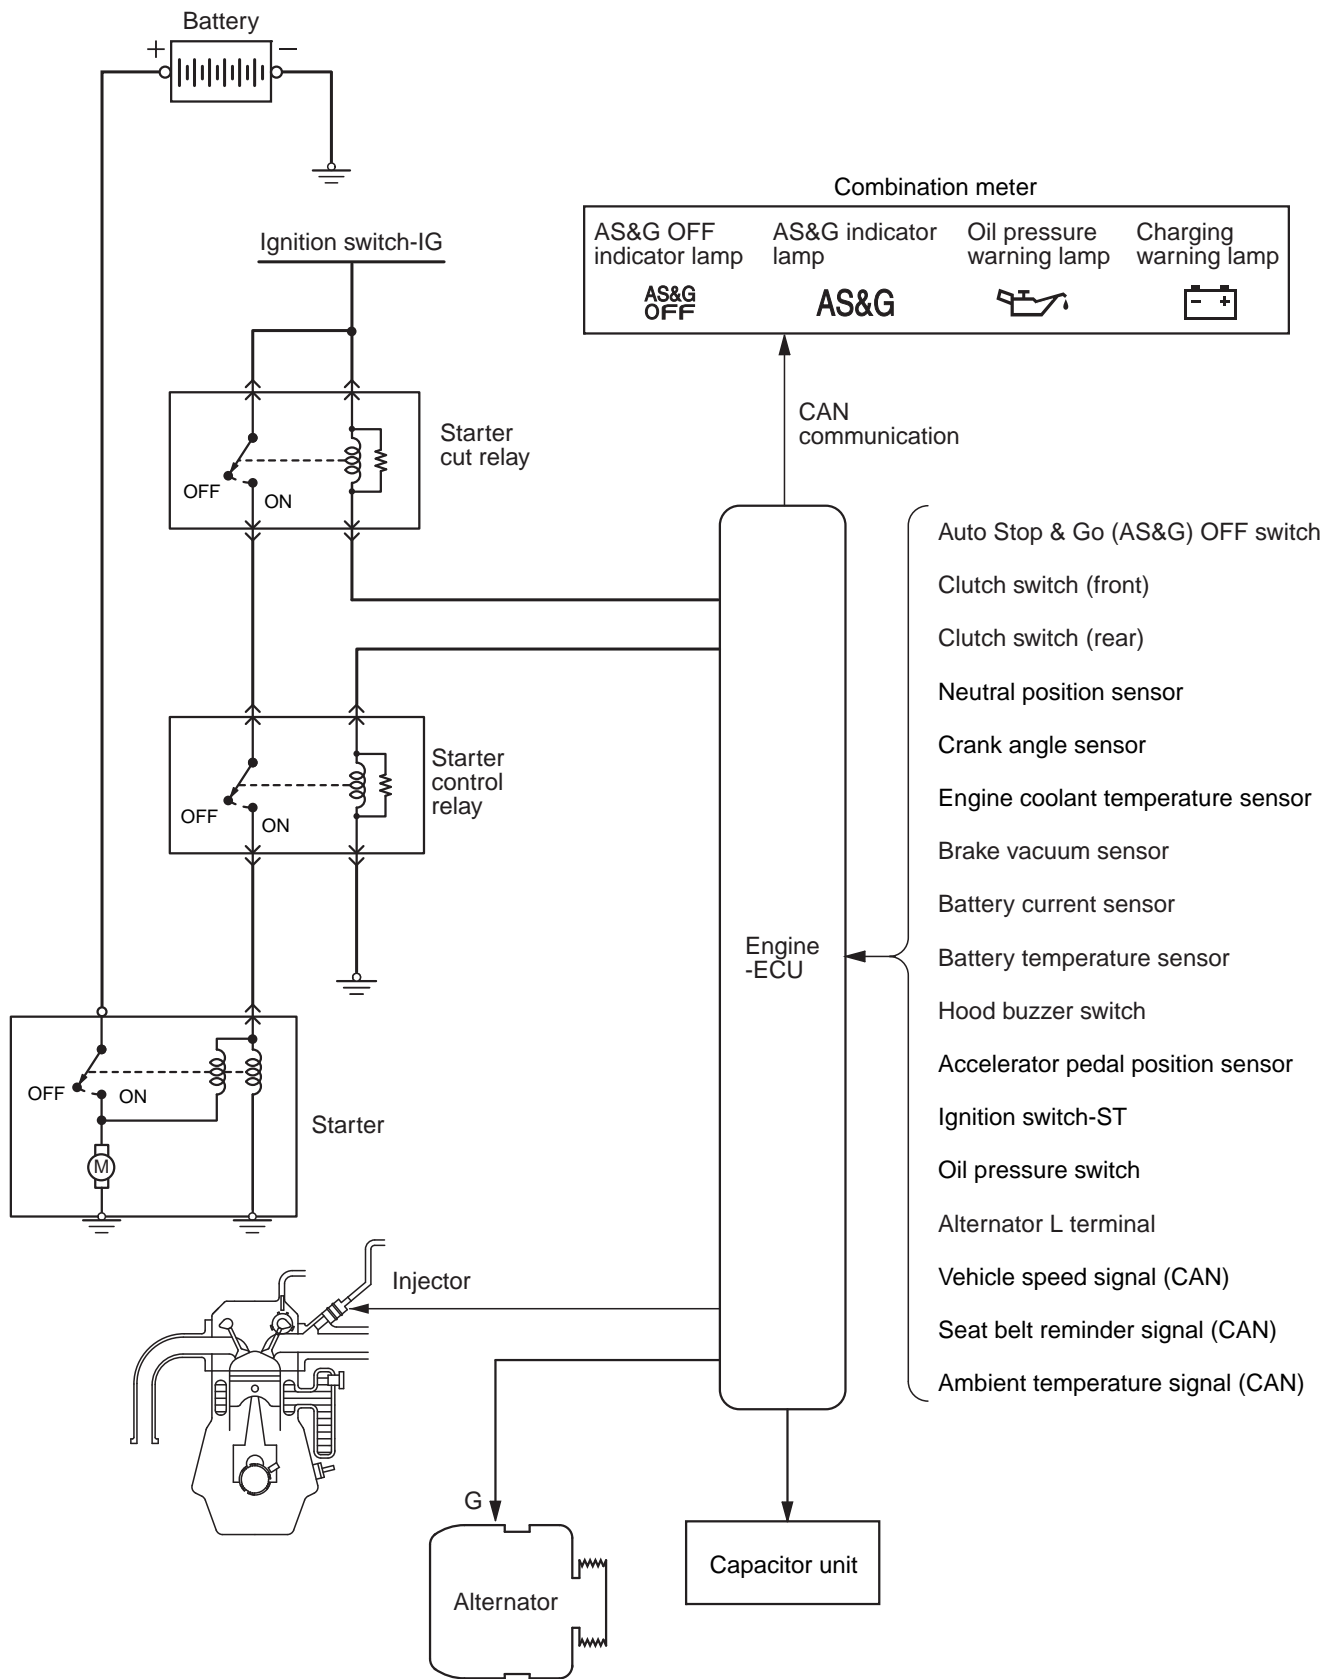 Battery
+
−
Ignition switch-IG
Combination meter
AS&G OFF
indicator lamp
AS&G indicator
lamp
Oil pressure
warning lamp
Charging
warning lamp
AS&G
OFF
AS&G
- +
CAN
communication
Starter
cut relay
OFF
ON
Starter
control
relay
OFF
ON
Engine
-ECU
Auto Stop & Go (AS&G) OFF switch
Clutch switch (front)
Clutch switch (rear)
Neutral position sensor
Crank angle sensor
Engine coolant temperature sensor
Brake vacuum sensor
Battery current sensor
Battery temperature sensor
Hood buzzer switch
Accelerator pedal position sensor
Ignition switch-ST
Oil pressure switch
Alternator L terminal
Vehicle speed signal (CAN)
Seat belt reminder signal (CAN)
Ambient temperature signal (CAN)
OFF
ON
M
Starter
Injector
G
Alternator
Capacitor unit